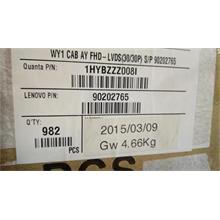 WY1 CAB AY FHD-LVDS(30/30P) S/P 90202765
Quanta P/N:
1HYBZZZ008I
LENOVO P/N:
90202765
Q'TY:
982
PCS
2015/03/09
Gw 4.66Kg